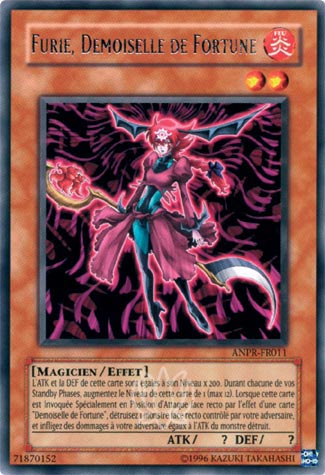 FURIE, DEMOISELLE DE FORTUNE
炎
ANPR-FR011
[MAGICIEN / EFFET]
L'ATK et la DEF de cette carte sont égales à son Niveau x 200. Durant chacune de vos
Standby Phases, augmentez le Niveau de cette carte de 1 (max 12). Lorsque cette carte
est Invoquée Spécialement en Position d'Attaque face recto par l'effet d'une carte
"Demoiselle de Fortune", détruisez 1 monstre face recto contrôlé par votre adversaire,
et infligez des dommages à votre adversaire égaux à l'ATK du monstre détruit.
ATK / ? DEF / ?
71870152
©1996 KAZUKI TAKAHASHI